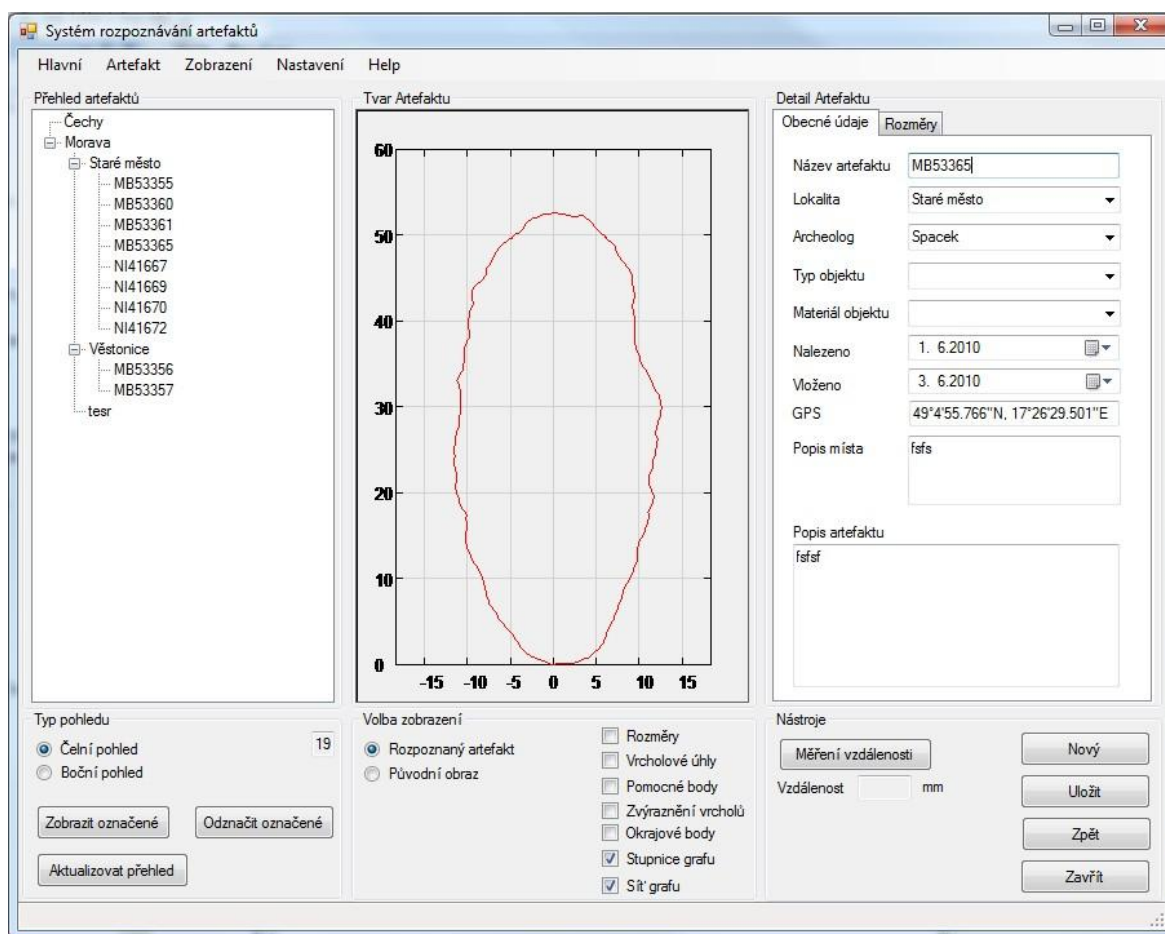 Systém rozpoznávání artefaktů
Hlavní Artefakt Zobrazení Nastavení Help
Přehled artefaktů
Čechy
Morava
Staré město
MB53355
MB53360
MB53361
MB53365
NI41667
NI41669
NI41670
NI41672
Věstonice
MB53356
MB53357
tesr
Tvar Artefaktu
60
50
40
30
20
10
0
-15 -10 -5 0 5 10 15
Detail Artefaktu
Obecné údaje Rozměry
Název artefaktu MB53365
Lokalita Staré město
Archeolog Spacek
Typ objektu
Materiál objektu
Nalezeno 1. 6.2010
Vloženo 3. 6.2010
GPS 49°4'55.766"N, 17°26'29.501"E
Popis místa fsfs
Popis artefaktu
fsfsf
Typ pohledu
Čelní pohled 19
Boční pohled
Zobrazit označené Odznačit označené
Aktualizovat přehled
Volba zobrazení
Rozpoznaný artefakt
Původní obraz
Rozměry
Vrcholové úhly
Pomocné body
Zvýraznění vrcholů
Okrajové body
Stupnice grafu
Síť grafu
Nástroje
Měření vzdálenosti
Vzdálenost mm
Nový
Uložit
Zpět
Zavřít